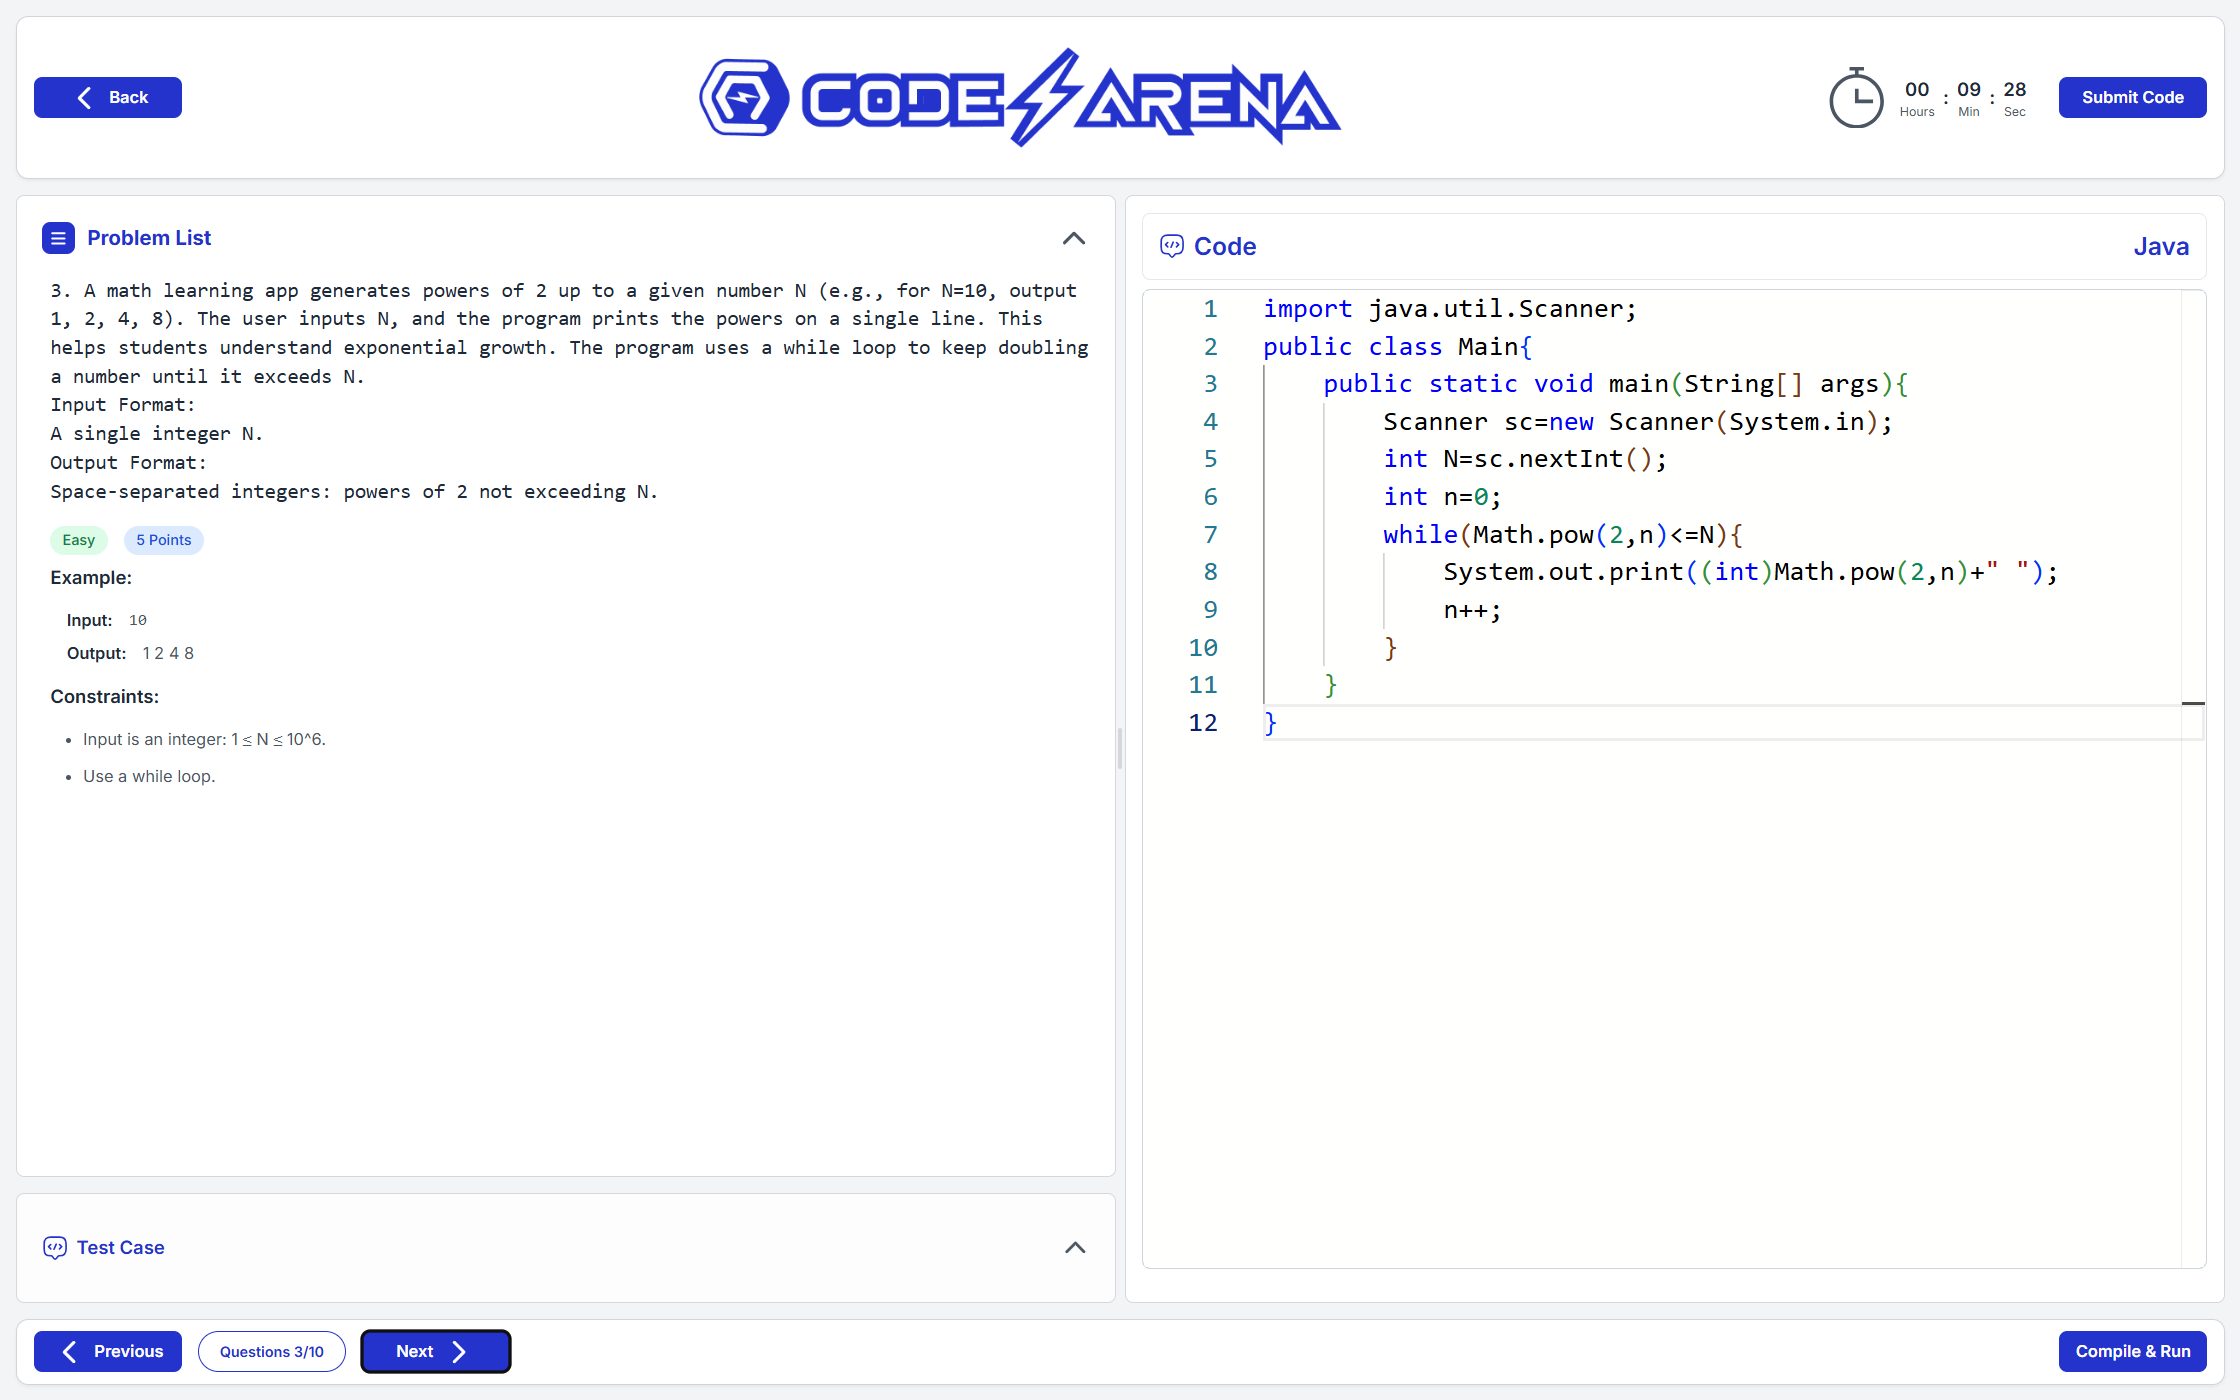 Back
CODE ARENA
00 : 09 : 28
Hours Min Sec
Submit Code
Problem List
3. A math learning app generates powers of 2 up to a given number N (e.g., for N=10, output
1, 2, 4, 8). The user inputs N, and the program prints the powers on a single line. This
helps students understand exponential growth. The program uses a while loop to keep doubling
a number until it exceeds N.
Input Format:
A single integer N.
Output Format:
Space-separated integers: powers of 2 not exceeding N.
Easy 5 Points
Example:
Input: 10
Output: 1 2 4 8
Constraints:
• Input is an integer: 1 ≤ N ≤ 10^6.
• Use a while loop.
Test Case
Code
Java
1 import java.util.Scanner;
2 public class Main{
3     public static void main(String[] args){
4         Scanner sc=new Scanner(System.in);
5         int N=sc.nextInt();
6         int n=0;
7         while(Math.pow(2,n)<=N){
8             System.out.print((int)Math.pow(2,n)+" ");
9             n++;
10         }
11     }
12 }
Previous
Questions 3/10
Next
Compile & Run